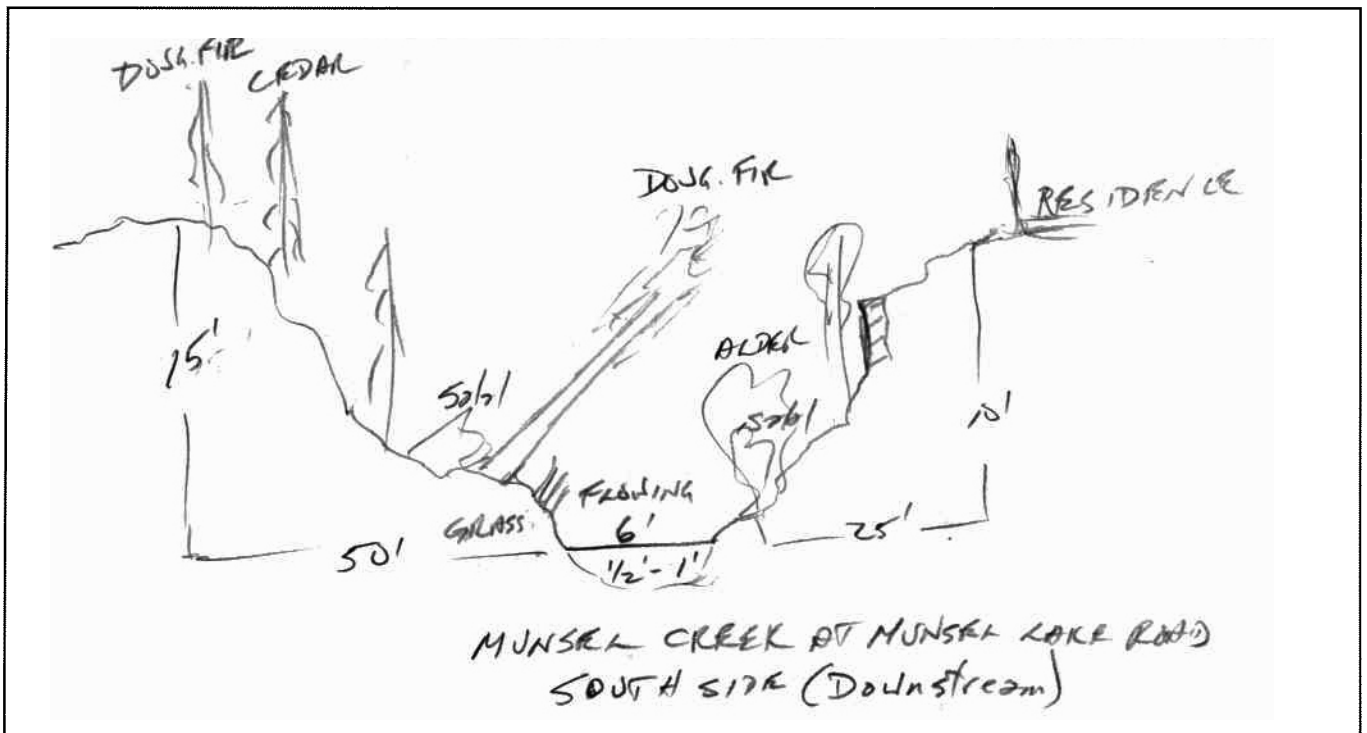 DOUG. FIR
CEDAR
DOUG. FIR
RESIDENCE
15'
ALDER
Salal
Salal
10'
FLOWING
GRASS
6'
25'
50'
1/2' - 1'
MUNSEL CREEK AT MUNSEL LAKE ROAD
SOUTH SIDE (Downstream)